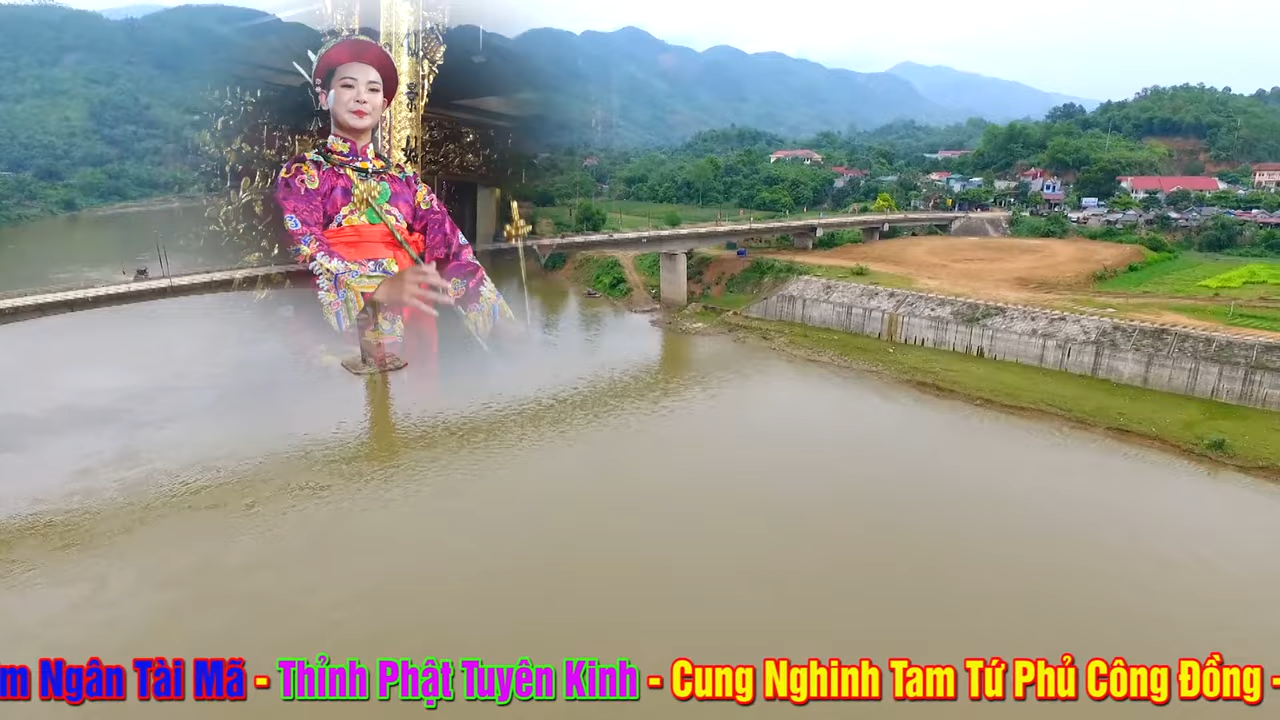 m Ngân Tài Mã - Thỉnh Phật Tuyên Kinh - Cung Nghinh Tam Tứ Phủ Công Đồng -